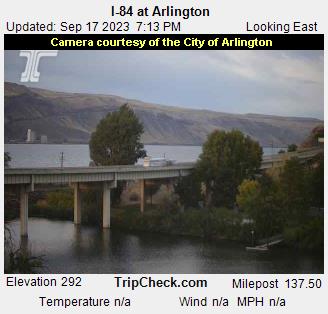 I-84 at Arlington
Updated: Sep 17 2023 7:13 PM Looking East
Camera courtesy of the City of Arlington
Elevation 292 TripCheck.com Milepost 137.50
Temperature n/a Wind n/a MPH n/a